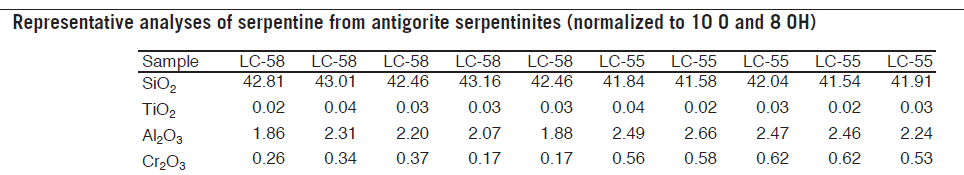 Representative analyses of serpentine from antigorite serpentinites (normalized to 10 O and 8 OH)
Sample LC-58 LC-58 LC-58 LC-58 LC-58 LC-55 LC-55 LC-55 LC-55 LC-55
SiO₂ 42.81 43.01 42.46 43.16 42.46 41.84 41.58 42.04 41.54 41.91
TiO₂ 0.02 0.04 0.03 0.03 0.03 0.04 0.02 0.03 0.02 0.03
Al₂O₃ 1.86 2.31 2.20 2.07 1.88 2.49 2.66 2.47 2.46 2.24
Cr₂O₃ 0.26 0.34 0.37 0.17 0.17 0.56 0.58 0.62 0.62 0.53